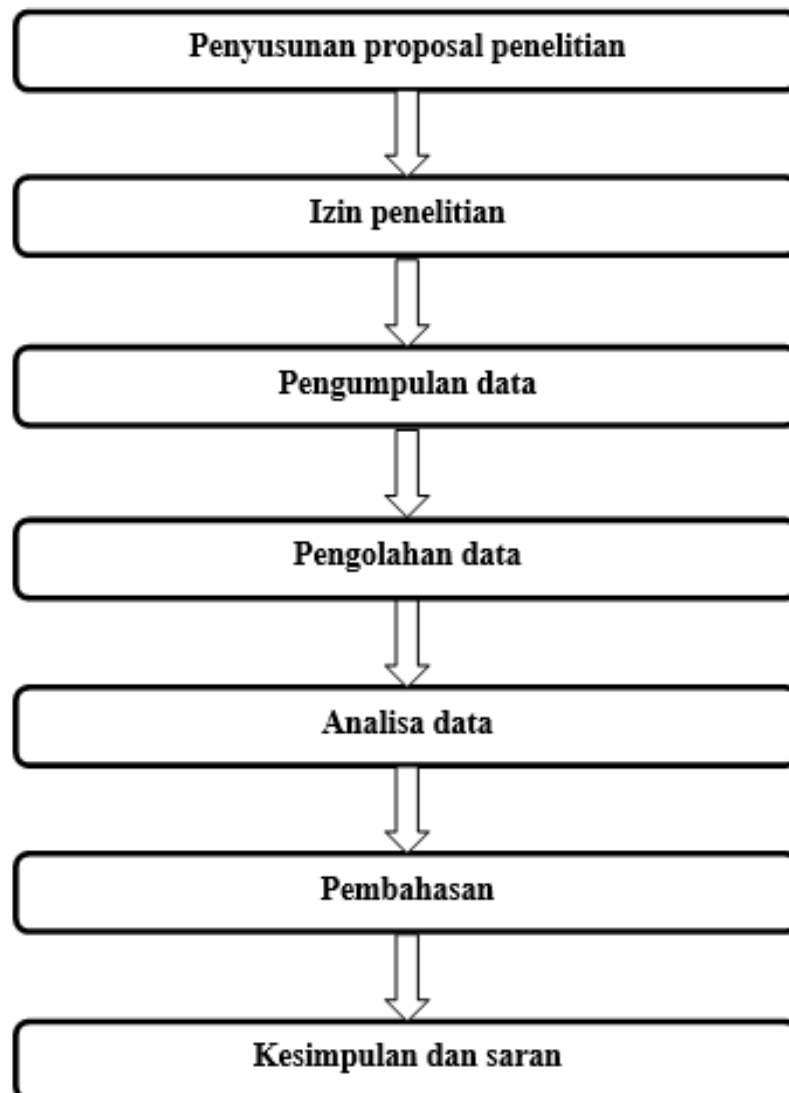 Penyusunan proposal penelitian
Izin penelitian
Pengumpulan data
Pengolahan data
Analisa data
Pembahasan
Kesimpulan dan saran